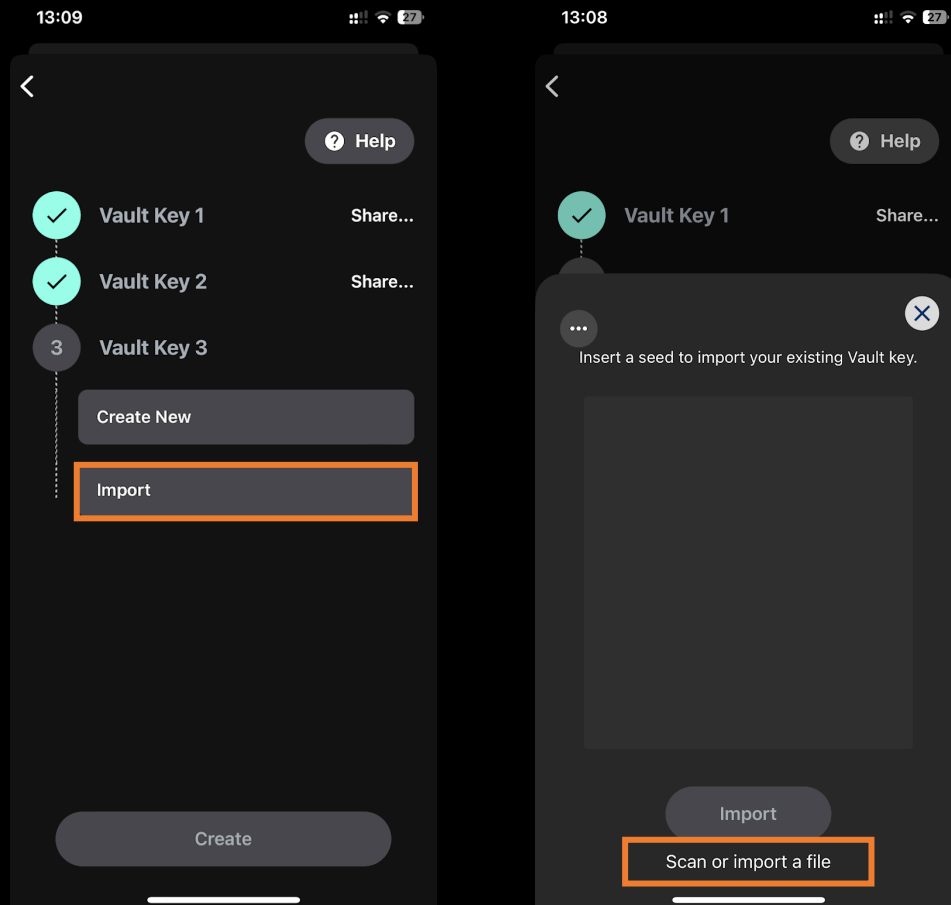 13:09
27
Help
Vault Key 1
Share...
Vault Key 2
Share...
3
Vault Key 3
Create New
Import
Create
13:08
27
Help
Vault Key 1
Share...
Insert a seed to import your existing Vault key.
Import
Scan or import a file